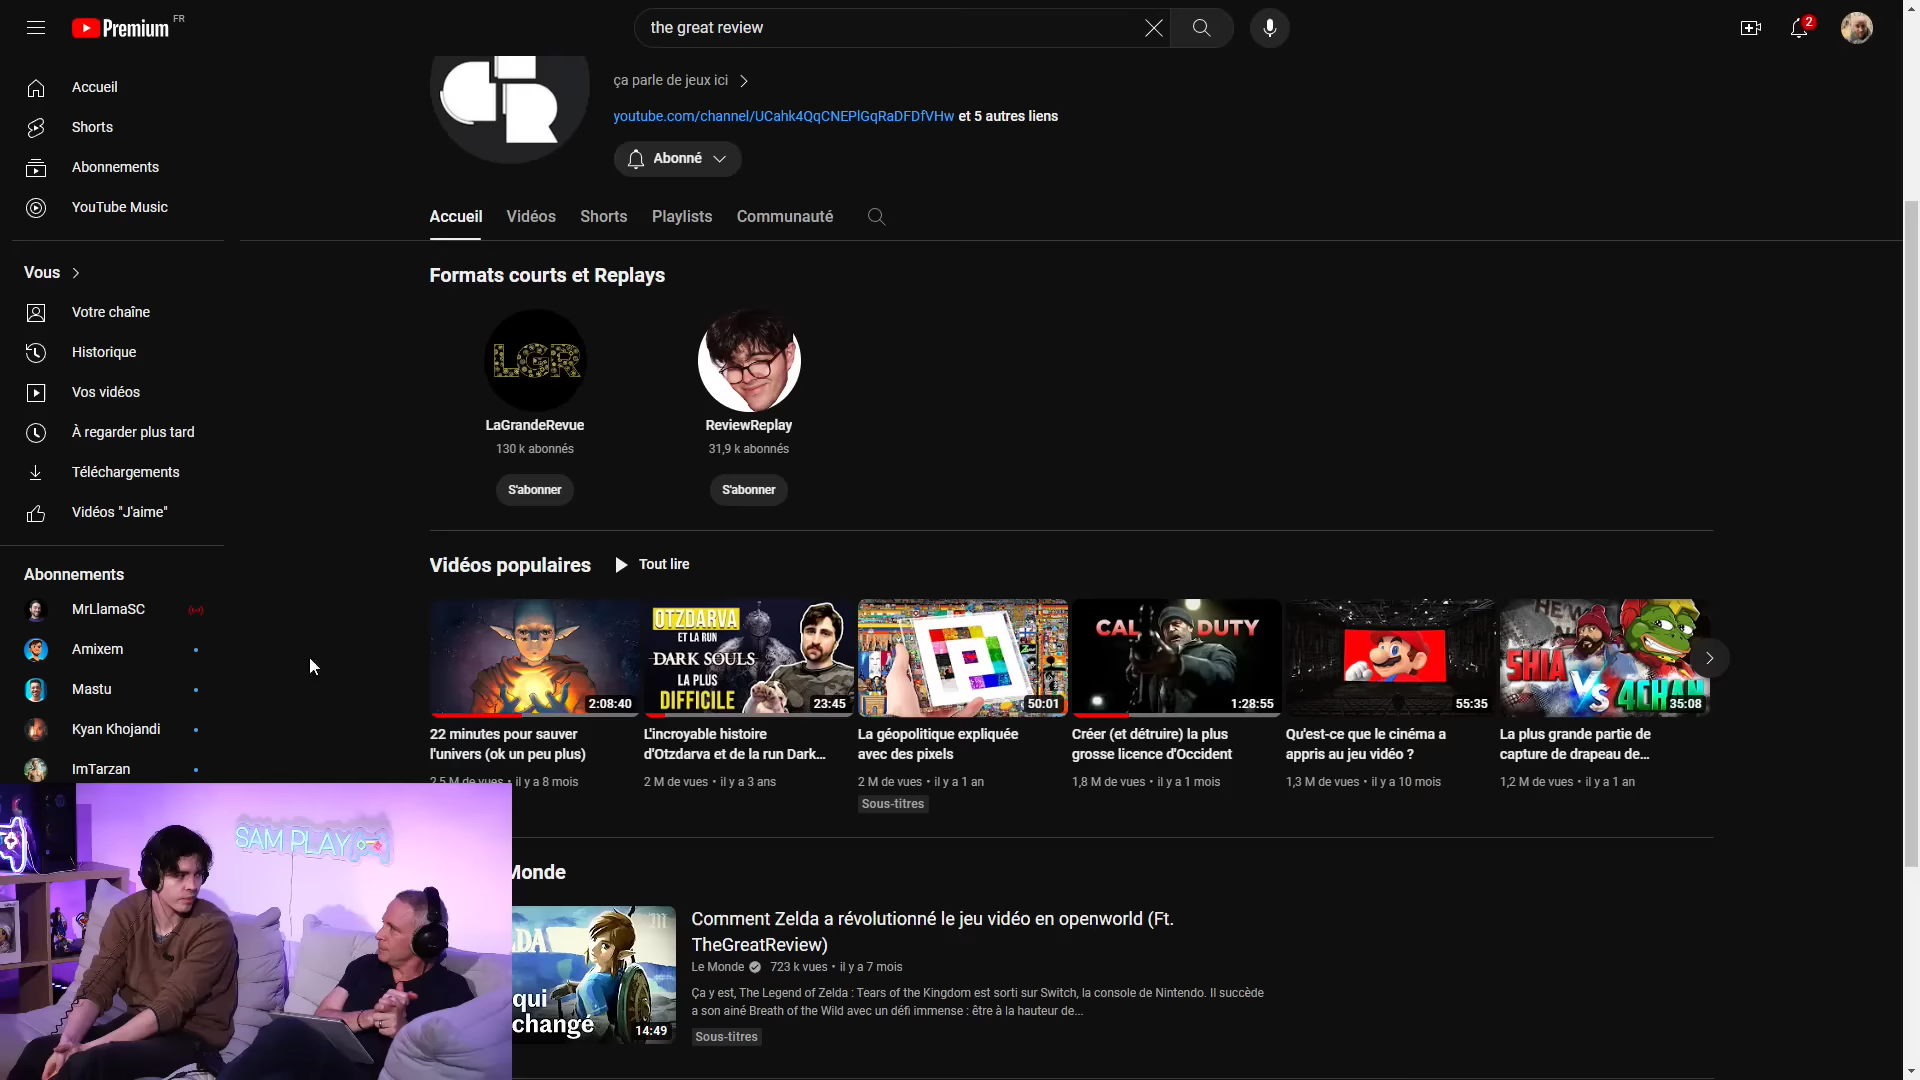 Premium FR
the great review
2
Accueil
Shorts
Abonnements
YouTube Music
Vous
Votre chaîne
Historique
Vos vidéos
À regarder plus tard
Téléchargements
Vidéos "J'aime"
Abonnements
MrLlamaSC
Amixem
Mastu
Kyan Khojandi
ImTarzan
GR
ça parle de jeux ici
youtube.com/channel/UCahk4QqCNEPlGqRaDFDfVHw et 5 autres liens
Abonné
Accueil Vidéos Shorts Playlists Communauté
Formats courts et Replays
LGR
LaGrandeRevue
130 k abonnés
S'abonner
ReviewReplay
31,9 k abonnés
S'abonner
Vidéos populaires Tout lire
2:08:40
22 minutes pour sauver
l'univers (ok un peu plus)
2,5 M de vues • il y a 8 mois
OTZDARVA
ET LA RUN
DARK SOULS
LA PLUS
DIFFICILE
23:45
L'incroyable histoire
d'Otzdarva et de la run Dark...
2 M de vues • il y a 3 ans
50:01
La géopolitique expliquée
avec des pixels
2 M de vues • il y a 1 an
Sous-titres
CALL DUTY
1:28:55
Créer (et détruire) la plus
grosse licence d'Occident
1,8 M de vues • il y a 1 mois
55:35
Qu'est-ce que le cinéma a
appris au jeu vidéo ?
1,3 M de vues • il y a 10 mois
HEW
SHIA
VS 4CHAN
35:08
La plus grande partie de
capture de drapeau de...
1,2 M de vues • il y a 1 an
Monde
DA
qui
changé
14:49
Comment Zelda a révolutionné le jeu vidéo en openworld (Ft.
TheGreatReview)
Le Monde 723 k vues • il y a 7 mois
Ça y est, The Legend of Zelda : Tears of the Kingdom est sorti sur Switch, la console de Nintendo. Il succède
a son ainé Breath of the Wild avec un défi immense : être à la hauteur de...
Sous-titres
SAM PLAY